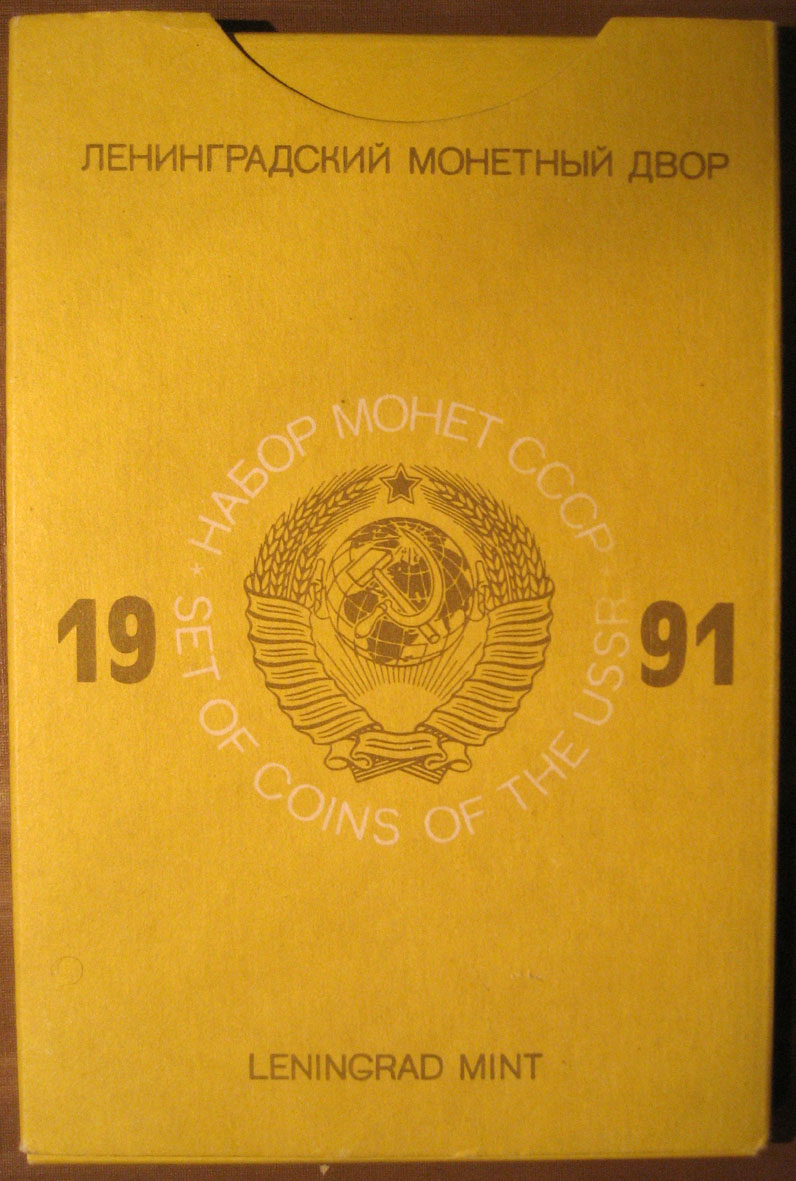 ЛЕНИНГРАДСКИЙ МОНЕТНЫЙ ДВОР
* НАБОР МОНЕТ СССР *
19 91
SET OF COINS OF THE USSR
LENINGRAD MINT